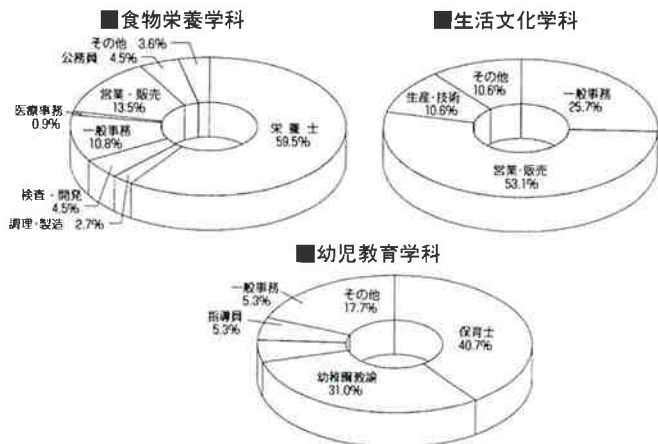 ■食物栄養学科
その他 3.6%
公務員 4.5%
営業・販売
13.5%
医療事務
0.9%
一般事務
10.8%
検査・開発
4.5%
調理・製造 2.7%
栄養士
59.5%
■生活文化学科
その他
10.6%
生産・技術
10.6%
一般事務
25.7%
営業・販売
53.1%
■幼児教育学科
一般事務
5.3%
指導員
5.3%
その他
17.7%
保育士
40.7%
幼稚園教諭
31.0%